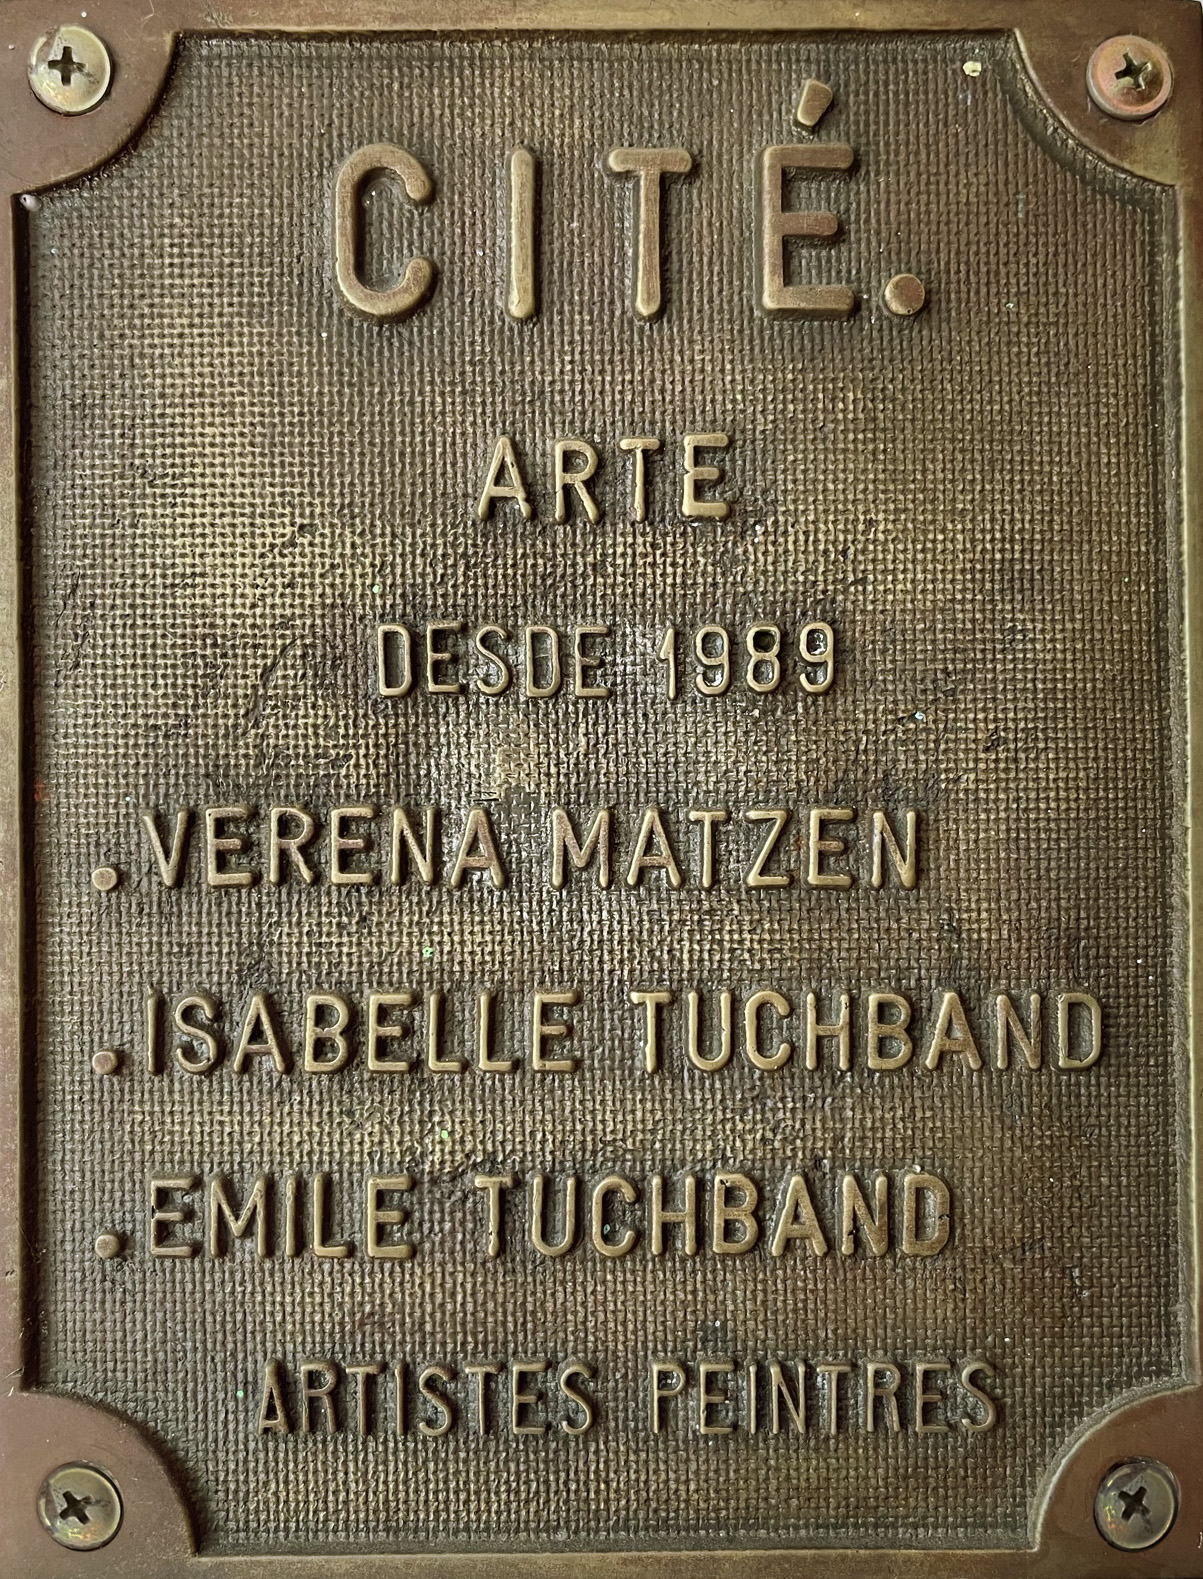 CITÉ.
ARTE
DESDE 1989
.VERENA MATZEN
.ISABELLE TUCHBAND
.EMILE TUCHBAND
ARTISTES PEINTRES